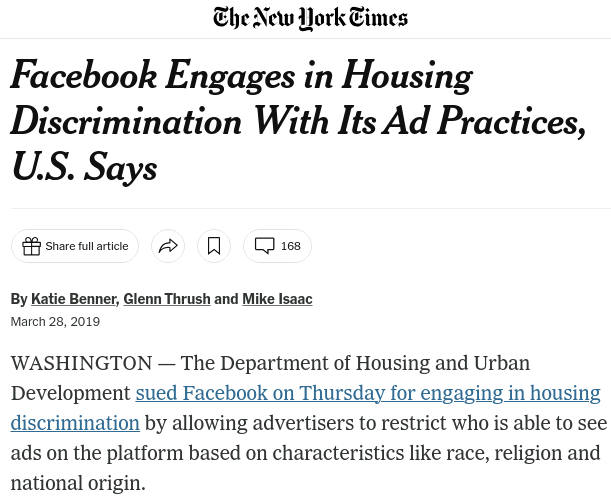 The New York Times
Facebook Engages in Housing
Discrimination With Its Ad Practices,
U.S. Says
Share full article
168
By Katie Benner, Glenn Thrush and Mike Isaac
March 28, 2019
WASHINGTON — The Department of Housing and Urban
Development sued Facebook on Thursday for engaging in housing
discrimination by allowing advertisers to restrict who is able to see
ads on the platform based on characteristics like race, religion and
national origin.